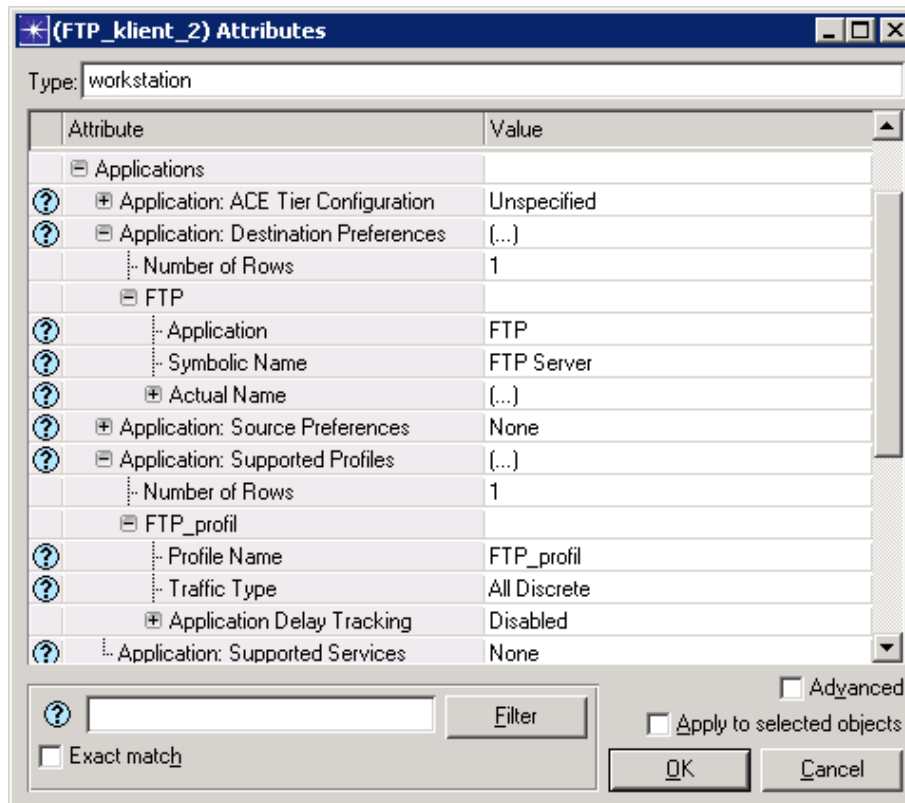 (FTP_klient_2) Attributes
Type: workstation
Attribute Value
Applications
Application: ACE Tier Configuration Unspecified
Application: Destination Preferences (...)
Number of Rows 1
FTP
Application FTP
Symbolic Name FTP Server
Actual Name (...)
Application: Source Preferences None
Application: Supported Profiles (...)
Number of Rows 1
FTP_profil
Profile Name FTP_profil
Traffic Type All Discrete
Application Delay Tracking Disabled
Application: Supported Services None
Advanced
Filter
Apply to selected objects
Exact match
OK Cancel